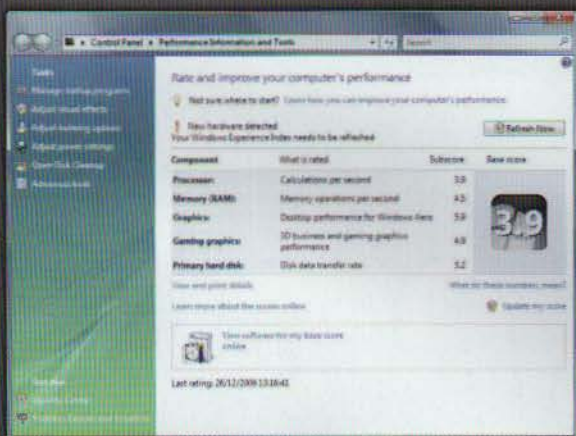 Control Panel ▸ Performance Information and Tools
Search
Tasks
Manage startup programs
Adjust visual effects
Adjust indexing options
Adjust power settings
Open Disk Cleanup
Advanced tools
Rate and improve your computer's performance
Not sure where to start? Learn how you can improve your computer's performance.
New hardware detected
Your Windows Experience Index needs to be refreshed
Refresh Now
Component What is rated Subscore Base score
Processor: Calculations per second 3.9
Memory (RAM): Memory operations per second 4.5
Graphics: Desktop performance for Windows Aero 5.9
3.9
Gaming graphics: 3D business and gaming graphics
performance 4.9
Primary hard disk: Disk data transfer rate 5.2
View and print details
What do these numbers mean?
Learn more about the scores online
Update my score
View software for my base score
online
Last rating: 26/12/2008 13:16:41
See also